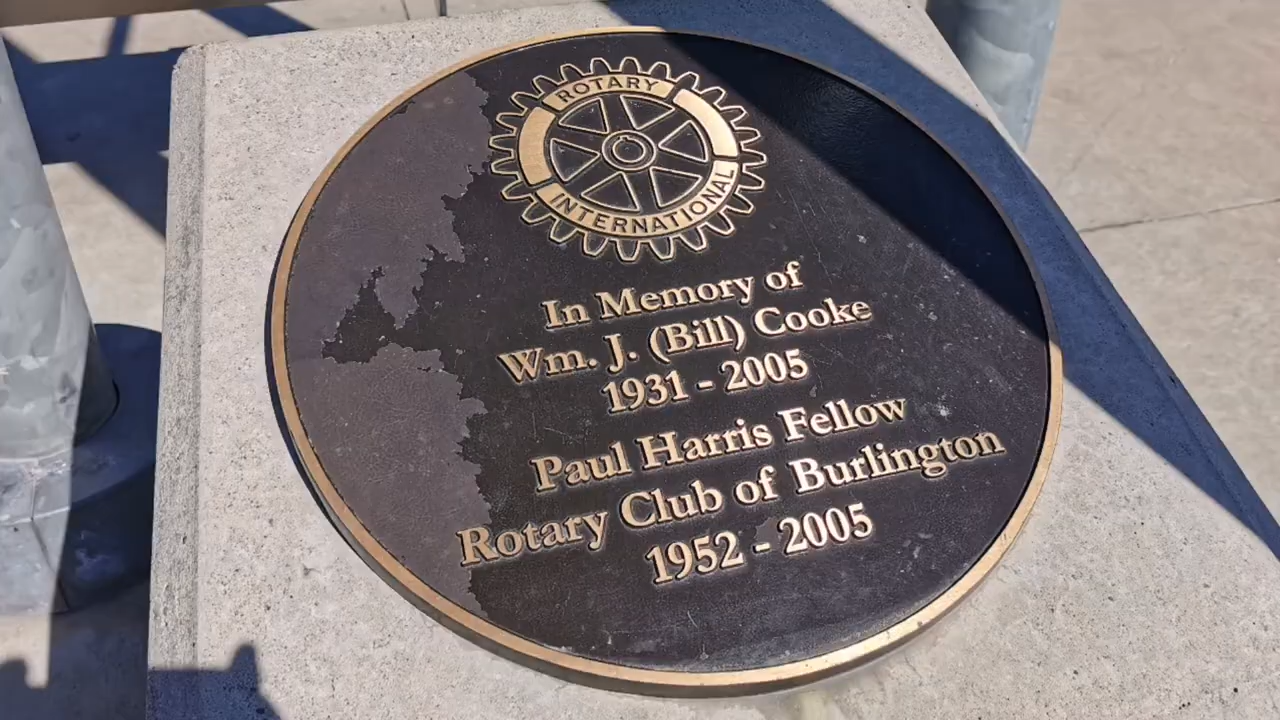 ROTARY
INTERNATIONAL
In Memory of
Wm. J. (Bill) Cooke
1931 - 2005
Paul Harris Fellow
Rotary Club of Burlington
1952 - 2005